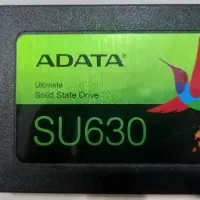 ADATA
Ultimate
Solid State Drive
SU630